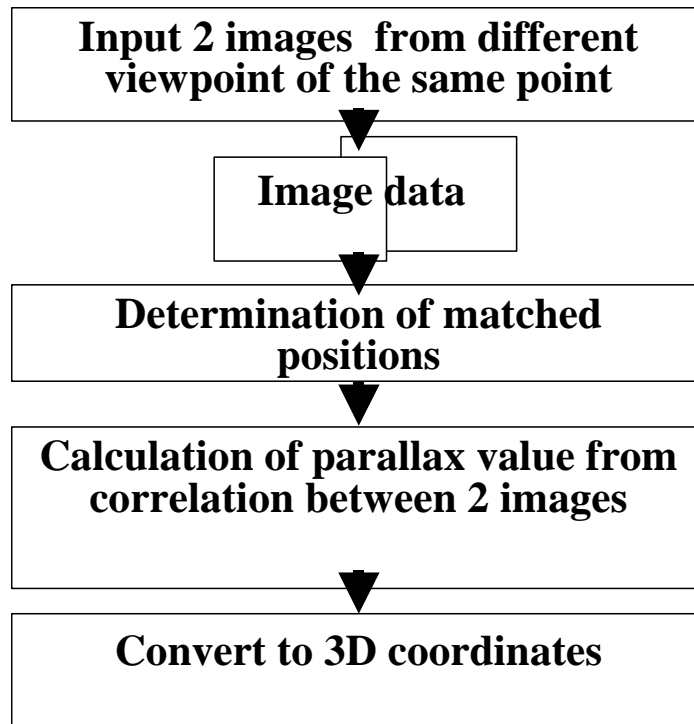 Input 2 images from different
viewpoint of the same point
Image data
Determination of matched
positions
Calculation of parallax value from
correlation between 2 images
Convert to 3D coordinates